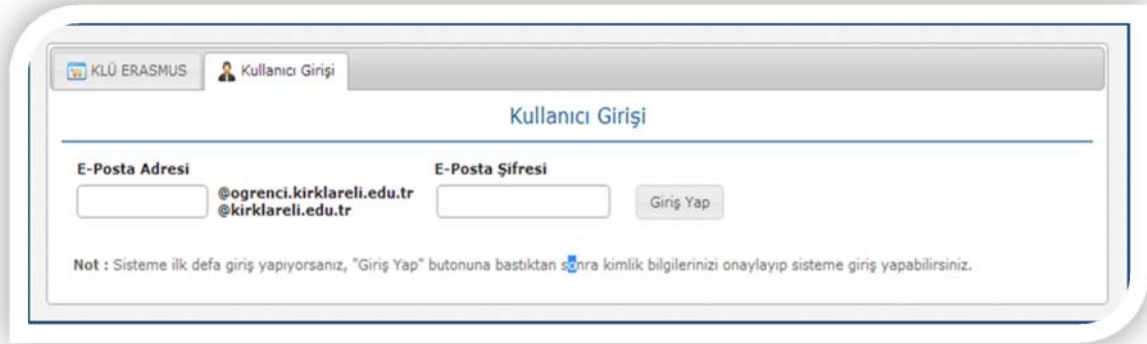 KLÜ ERASMUS
Kullanıcı Girişi
Kullanıcı Girişi
E-Posta Adresi
E-Posta Şifresi
@ogrenci.kirklareli.edu.tr
@kirklareli.edu.tr
Giriş Yap
Not : Sisteme ilk defa giriş yapıyorsanız, "Giriş Yap" butonuna bastıktan sonra kimlik bilgilerinizi onaylayıp sisteme giriş yapabilirsiniz.